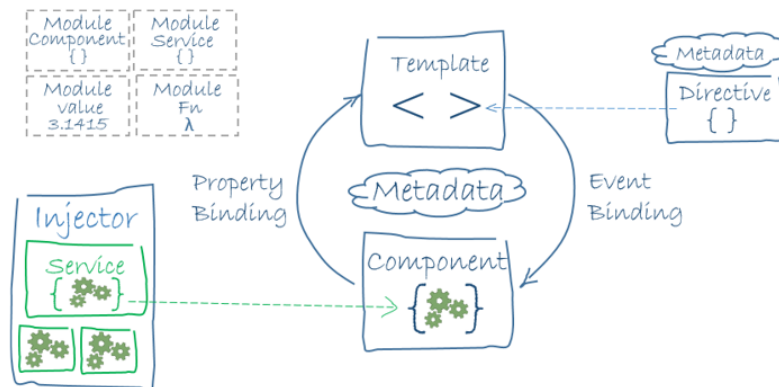 Module
Component
{ }
Module
Service
{ }
Module
value
3.1415
Module
Fn
λ
Template
< >
Metadata
Directive
{ }
Property
Binding
Metadata
Event
Binding
Injector
Service
{ }
Component
{ }